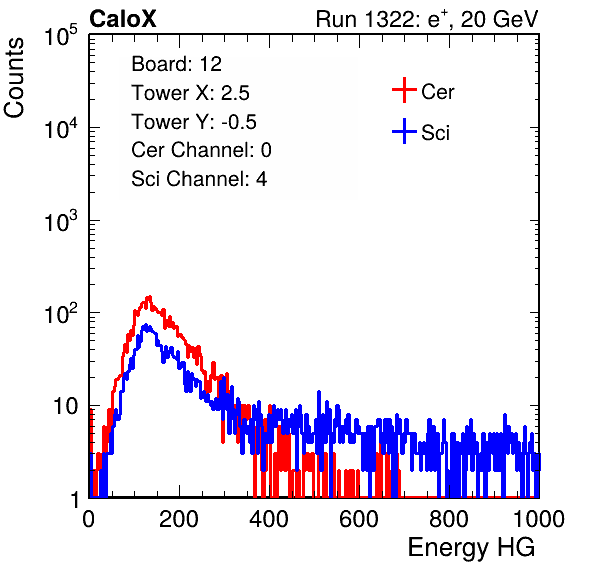 CaloX Run 1322: e⁺, 20 GeV
Counts
Board: 12
Tower X: 2.5
Tower Y: -0.5
Cer Channel: 0
Sci Channel: 4
Cer
Sci
10⁵
10⁴
10³
10²
10
1
0 200 400 600 800 1000
Energy HG